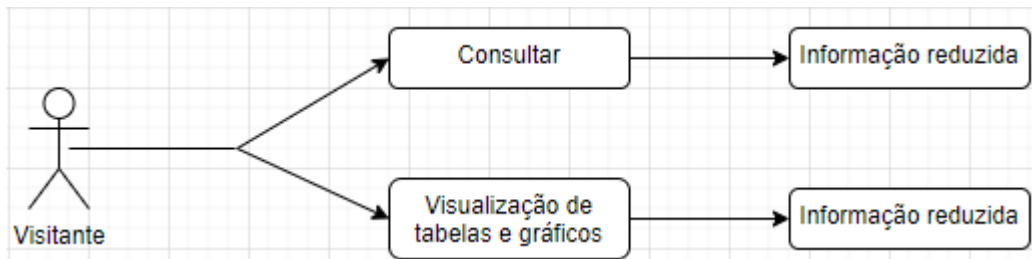 Consultar
Informação reduzida
Visitante
Visualização de
tabelas e gráficos
Informação reduzida